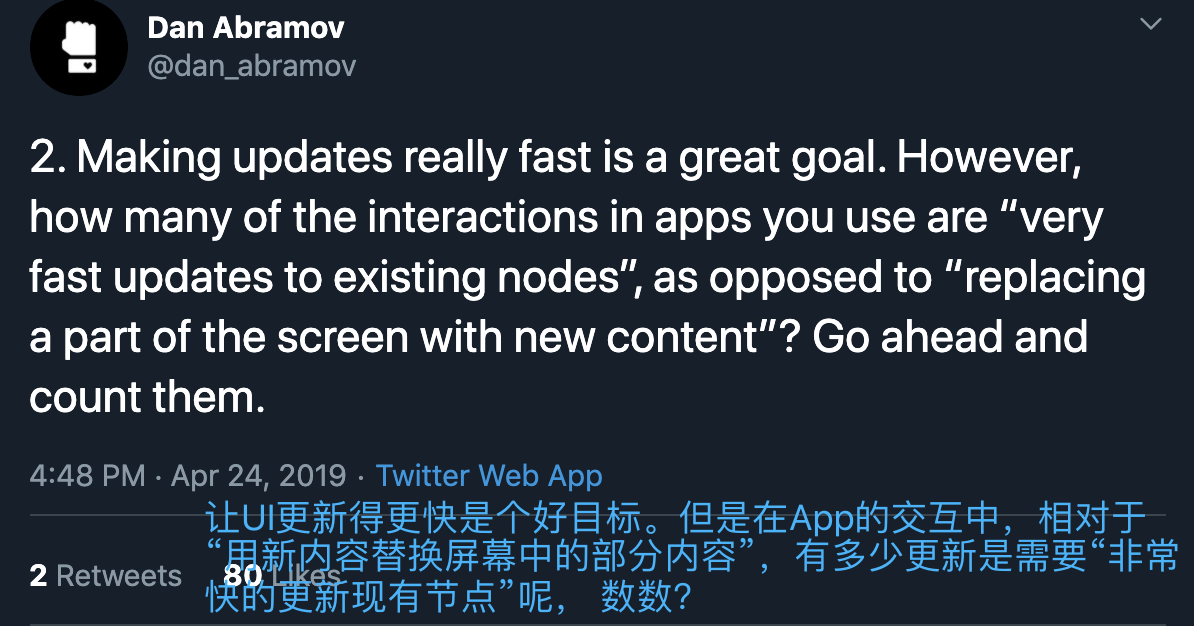 Dan Abramov
@dan_abramov
2. Making updates really fast is a great goal. However,
how many of the interactions in apps you use are “very
fast updates to existing nodes”, as opposed to “replacing
a part of the screen with new content”? Go ahead and
count them.
4:48 PM · Apr 24, 2019 · Twitter Web App
让UI更新得更快是个好目标。但是在App的交互中，相对于
“用新内容替换屏幕中的部分内容”，有多少更新是需要“非常
2 Retweets 80 Likes
快的更新现有节点”呢， 数数？